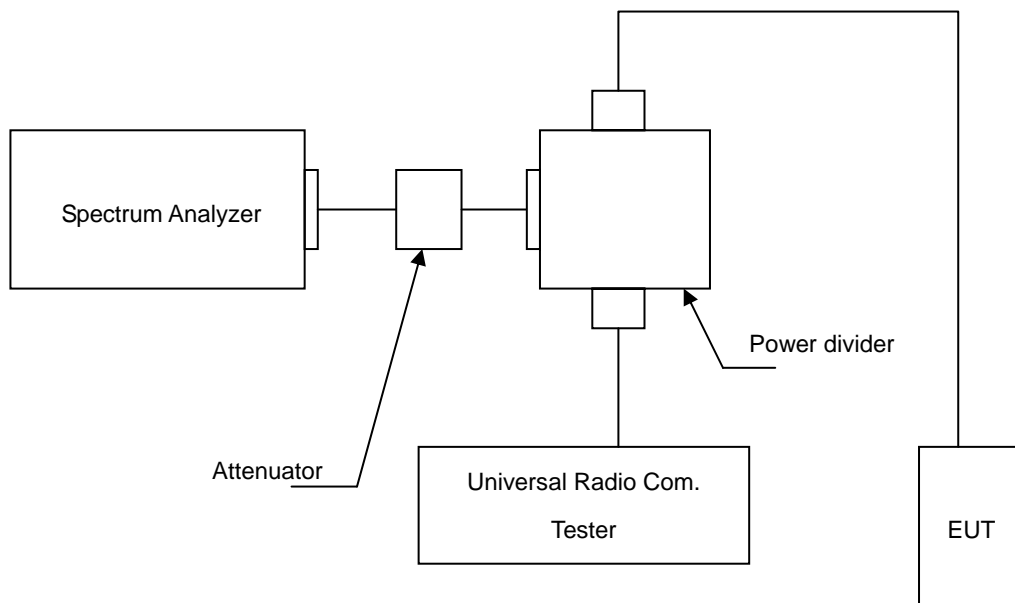 Spectrum Analyzer
Power divider
Attenuator
Universal Radio Com.
Tester
EUT